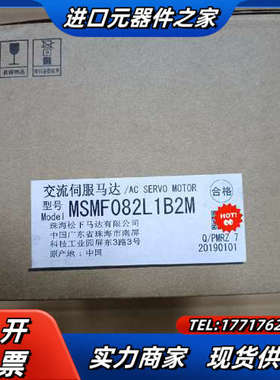 进口元器件之家
交流伺服马达/AC SERVO MOTOR
型号
Model MSMF082L1B2M
合格
珠海松下马达有限公司
中国广东省珠海市南屏
科技工业园屏东3路3号
原产地：中国
HOT!
Q/PMRZ 7
20190101
开
票
TEL:1771762
实力商家 现货供应